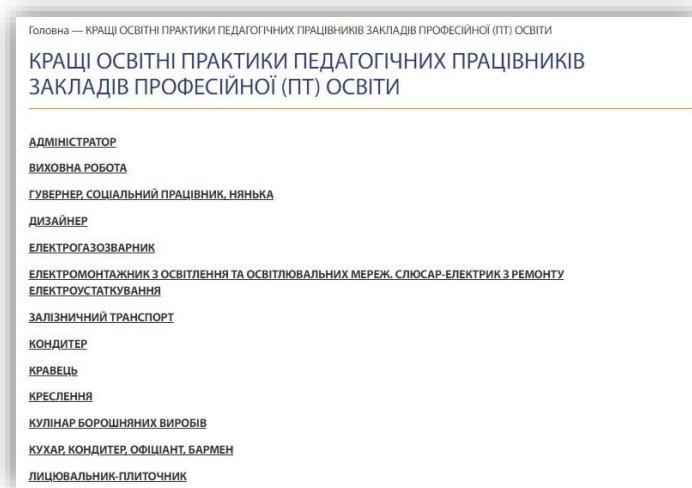 Головна — КРАЩІ ОСВІТНІ ПРАКТИКИ ПЕДАГОГІЧНИХ ПРАЦІВНИКІВ ЗАКЛАДІВ ПРОФЕСІЙНОЇ (ПТ) ОСВІТИ
КРАЩІ ОСВІТНІ ПРАКТИКИ ПЕДАГОГІЧНИХ ПРАЦІВНИКІВ
ЗАКЛАДІВ ПРОФЕСІЙНОЇ (ПТ) ОСВІТИ
АДМІНІСТРАТОР
ВИХОВНА РОБОТА
ГУВЕРНЕР, СОЦІАЛЬНИЙ ПРАЦІВНИК, НЯНЬКА
ДИЗАЙНЕР
ЕЛЕКТРОГАЗОЗВАРНИК
ЕЛЕКТРОМОНТАЖНИК З ОСВІТЛЕННЯ ТА ОСВІТЛЮВАЛЬНИХ МЕРЕЖ. СЛЮСАР-ЕЛЕКТРИК З РЕМОНТУ
ЕЛЕКТРОУСТАТКУВАННЯ
ЗАЛІЗНИЧНИЙ ТРАНСПОРТ
КОНДИТЕР
КРАВЕЦЬ
КРЕСЛЕННЯ
КУЛІНАР БОРОШНЯНИХ ВИРОБІВ
КУХАР, КОНДИТЕР, ОФІЦІАНТ, БАРМЕН
ЛИЦЮВАЛЬНИК-ПЛИТОЧНИК